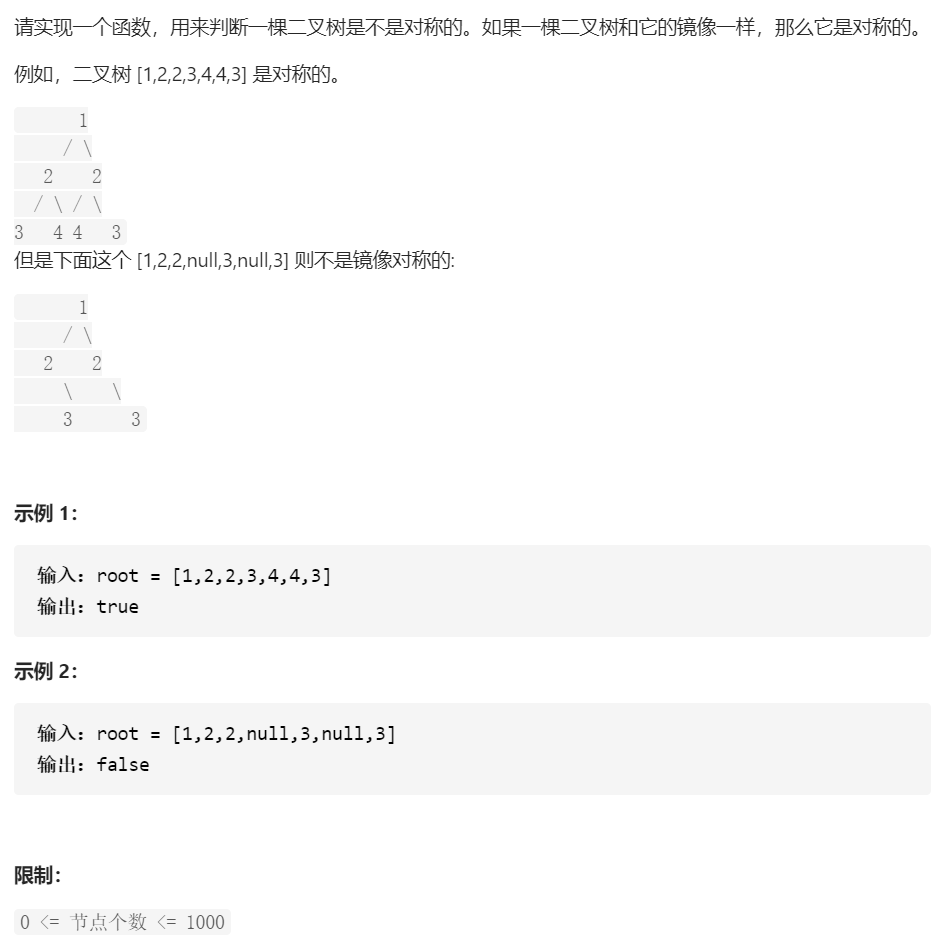 请实现一个函数，用来判断一棵二叉树是不是对称的。如果一棵二叉树和它的镜像一样，那么它是对称的。
例如，二叉树 [1,2,2,3,4,4,3] 是对称的。
1
/ \
2 2
/ \ / \
3 4 4 3
但是下面这个 [1,2,2,null,3,null,3] 则不是镜像对称的:
1
/ \
2 2
\ \
3 3
示例 1：
输入：root = [1,2,2,3,4,4,3]
输出：true
示例 2：
输入：root = [1,2,2,null,3,null,3]
输出：false
限制：
0 <= 节点个数 <= 1000